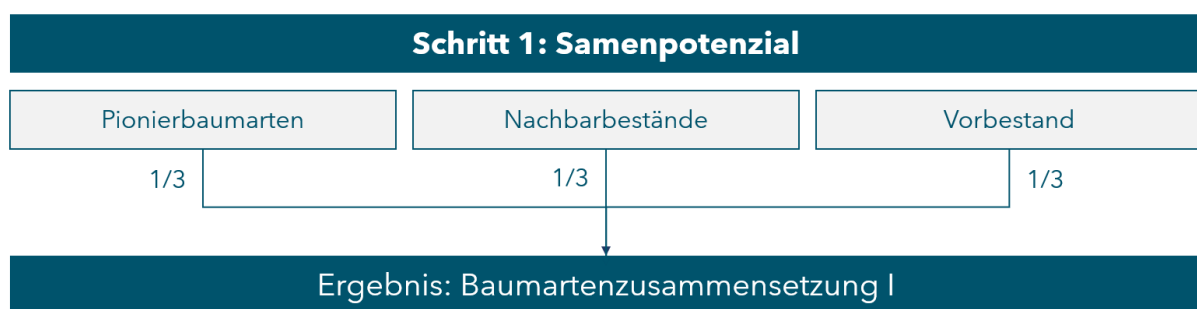 Schritt 1: Samenpotenzial
Pionierbaumarten
Nachbarbestände
Vorbestand
1/3
1/3
1/3
Ergebnis: Baumartenzusammensetzung I